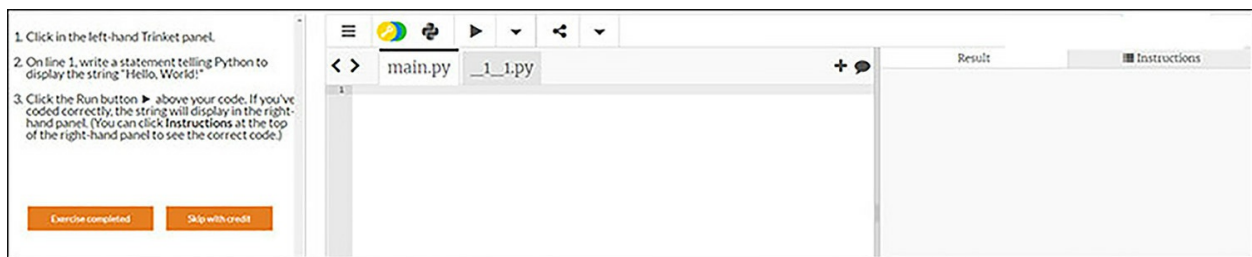 1. Click in the left-hand Trinket panel.
2. On line 1, write a statement telling Python to
display the string "Hello, World!"
3. Click the Run button ► above your code. If you've
coded correctly, the string will display in the right-
hand panel. (You can click Instructions at the top
of the right-hand panel to see the correct code.)
Exercise completed
Skip with credit
main.py
_1_1.py
1
Result
Instructions